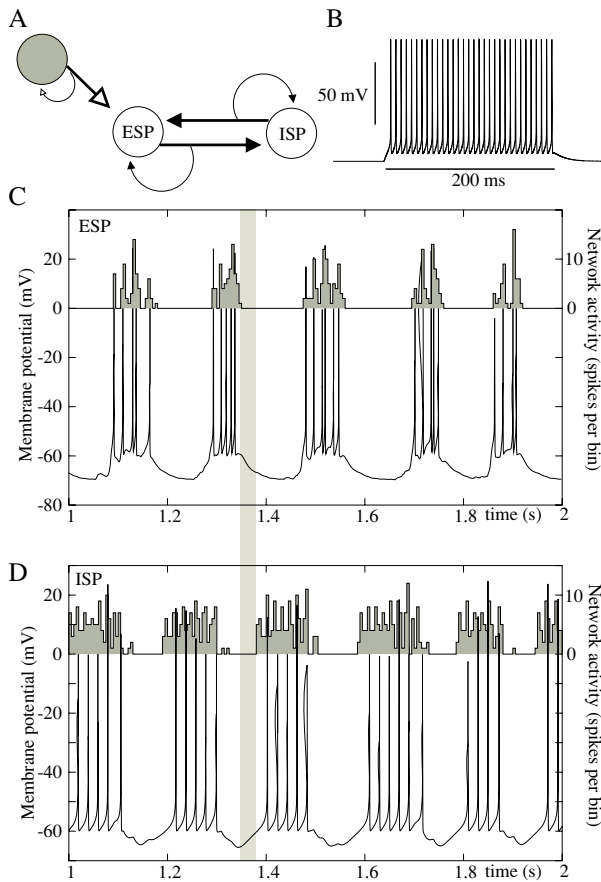 A
B
ESP
ISP
50 mV
200 ms
C
ESP
20
0
-20
-40
-60
-80
10
5
0
Membrane potential (mV)
Network activity (spikes per bin)
1
1.2
1.4
1.6
1.8
time (s)
2
D
ISP
20
0
-20
-40
-60
10
5
0
Membrane potential (mV)
Network activity (spikes per bin)
1
1.2
1.4
1.6
1.8
time (s)
2